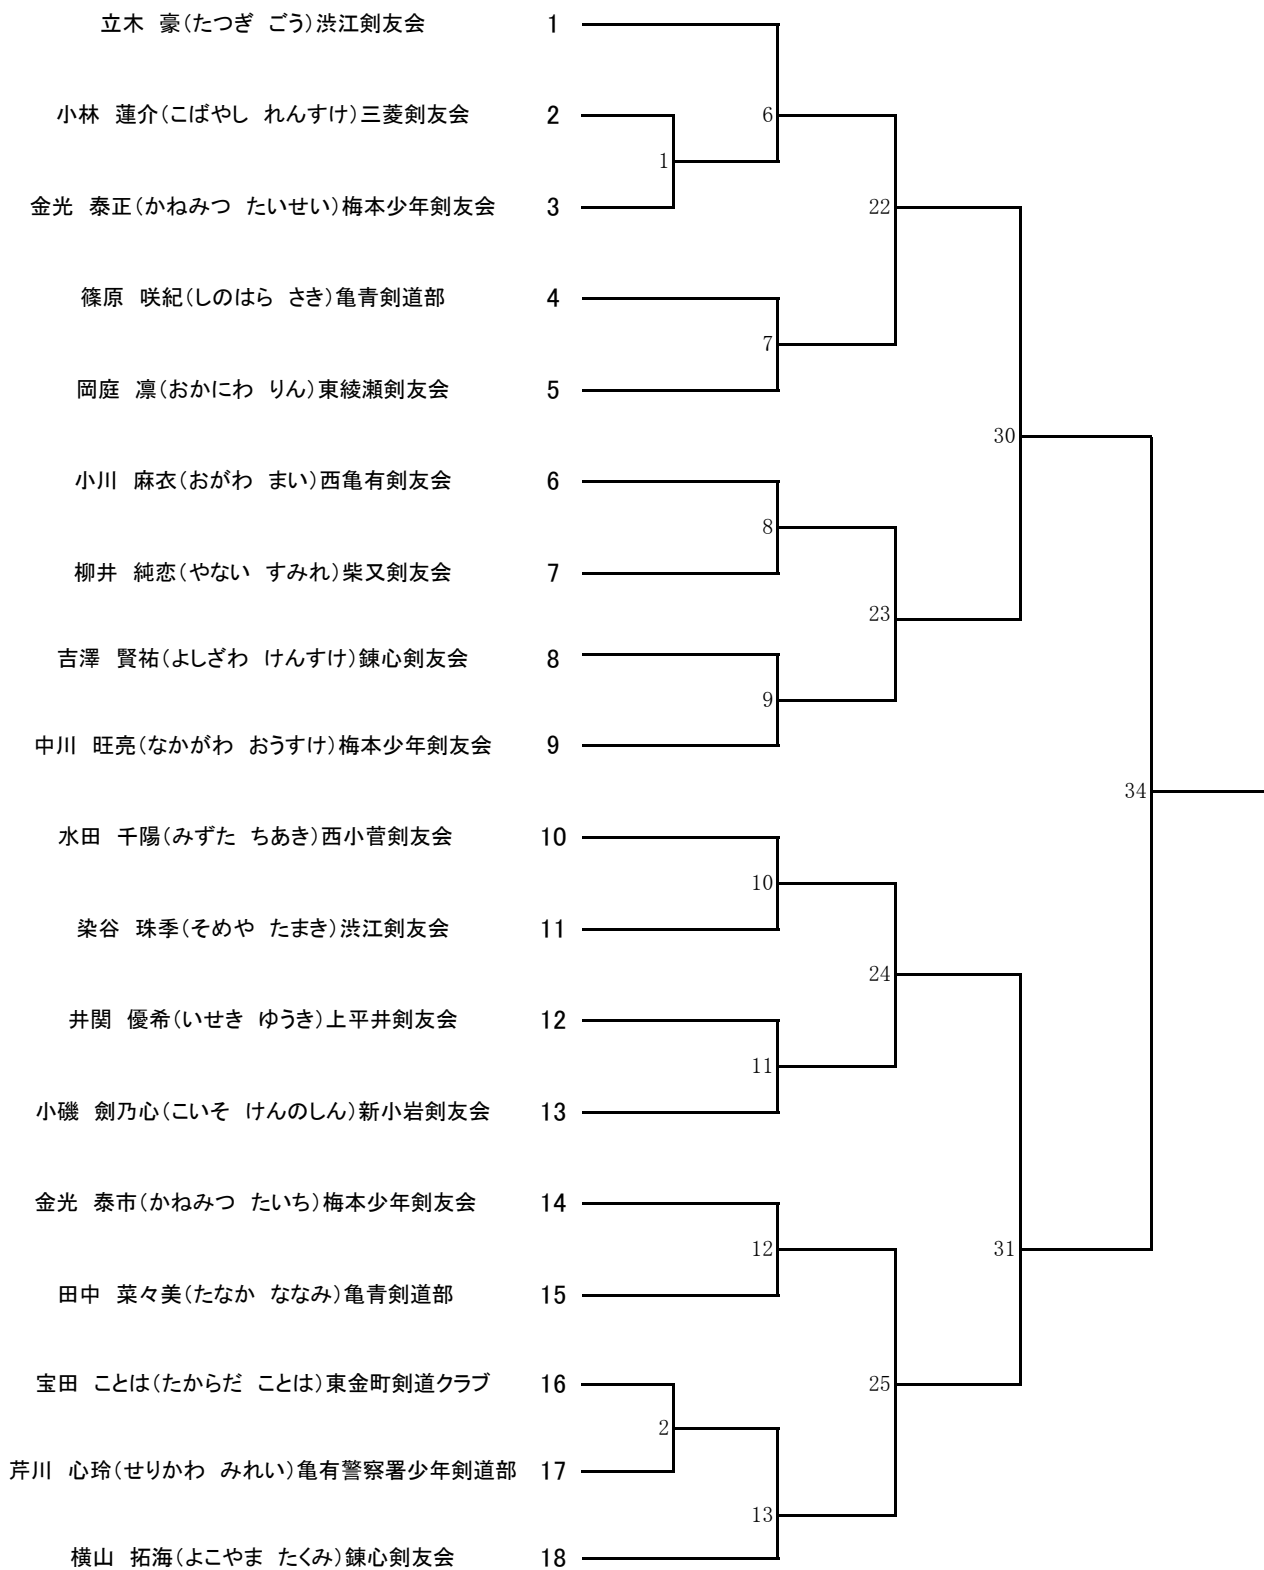 立木　豪（たつぎ　ごう）渋江剣友会 1
小林　蓮介（こばやし　れんすけ）三菱剣友会 2
6
1
金光　泰正（かねみつ　たいせい）梅本少年剣友会 3
22
篠原　咲紀（しのはら　さき）亀青剣道部 4
7
岡庭　凛（おかにわ　りん）東綾瀬剣友会 5
30
小川　麻衣（おがわ　まい）西亀有剣友会 6
8
柳井　純恋（やない　すみれ）柴又剣友会 7
23
吉澤　賢祐（よしざわ　けんすけ）錬心剣友会 8
9
中川　旺亮（なかがわ　おうすけ）梅本少年剣友会 9
34
水田　千陽（みずた　ちあき）西小菅剣友会 10
10
染谷　珠季（そめや　たまき）渋江剣友会 11
24
井関　優希（いせき　ゆうき）上平井剣友会 12
11
小磯　劍乃心（こいそ　けんのしん）新小岩剣友会 13
金光　泰市（かねみつ　たいち）梅本少年剣友会 14
12
31
田中　菜々美（たなか　ななみ）亀青剣道部 15
宝田　ことは（たからだ　ことは）東金町剣道クラブ 16
25
2
芹川　心玲（せりかわ　みれい）亀有警察署少年剣道部 17
13
横山　拓海（よこやま　たくみ）錬心剣友会 18